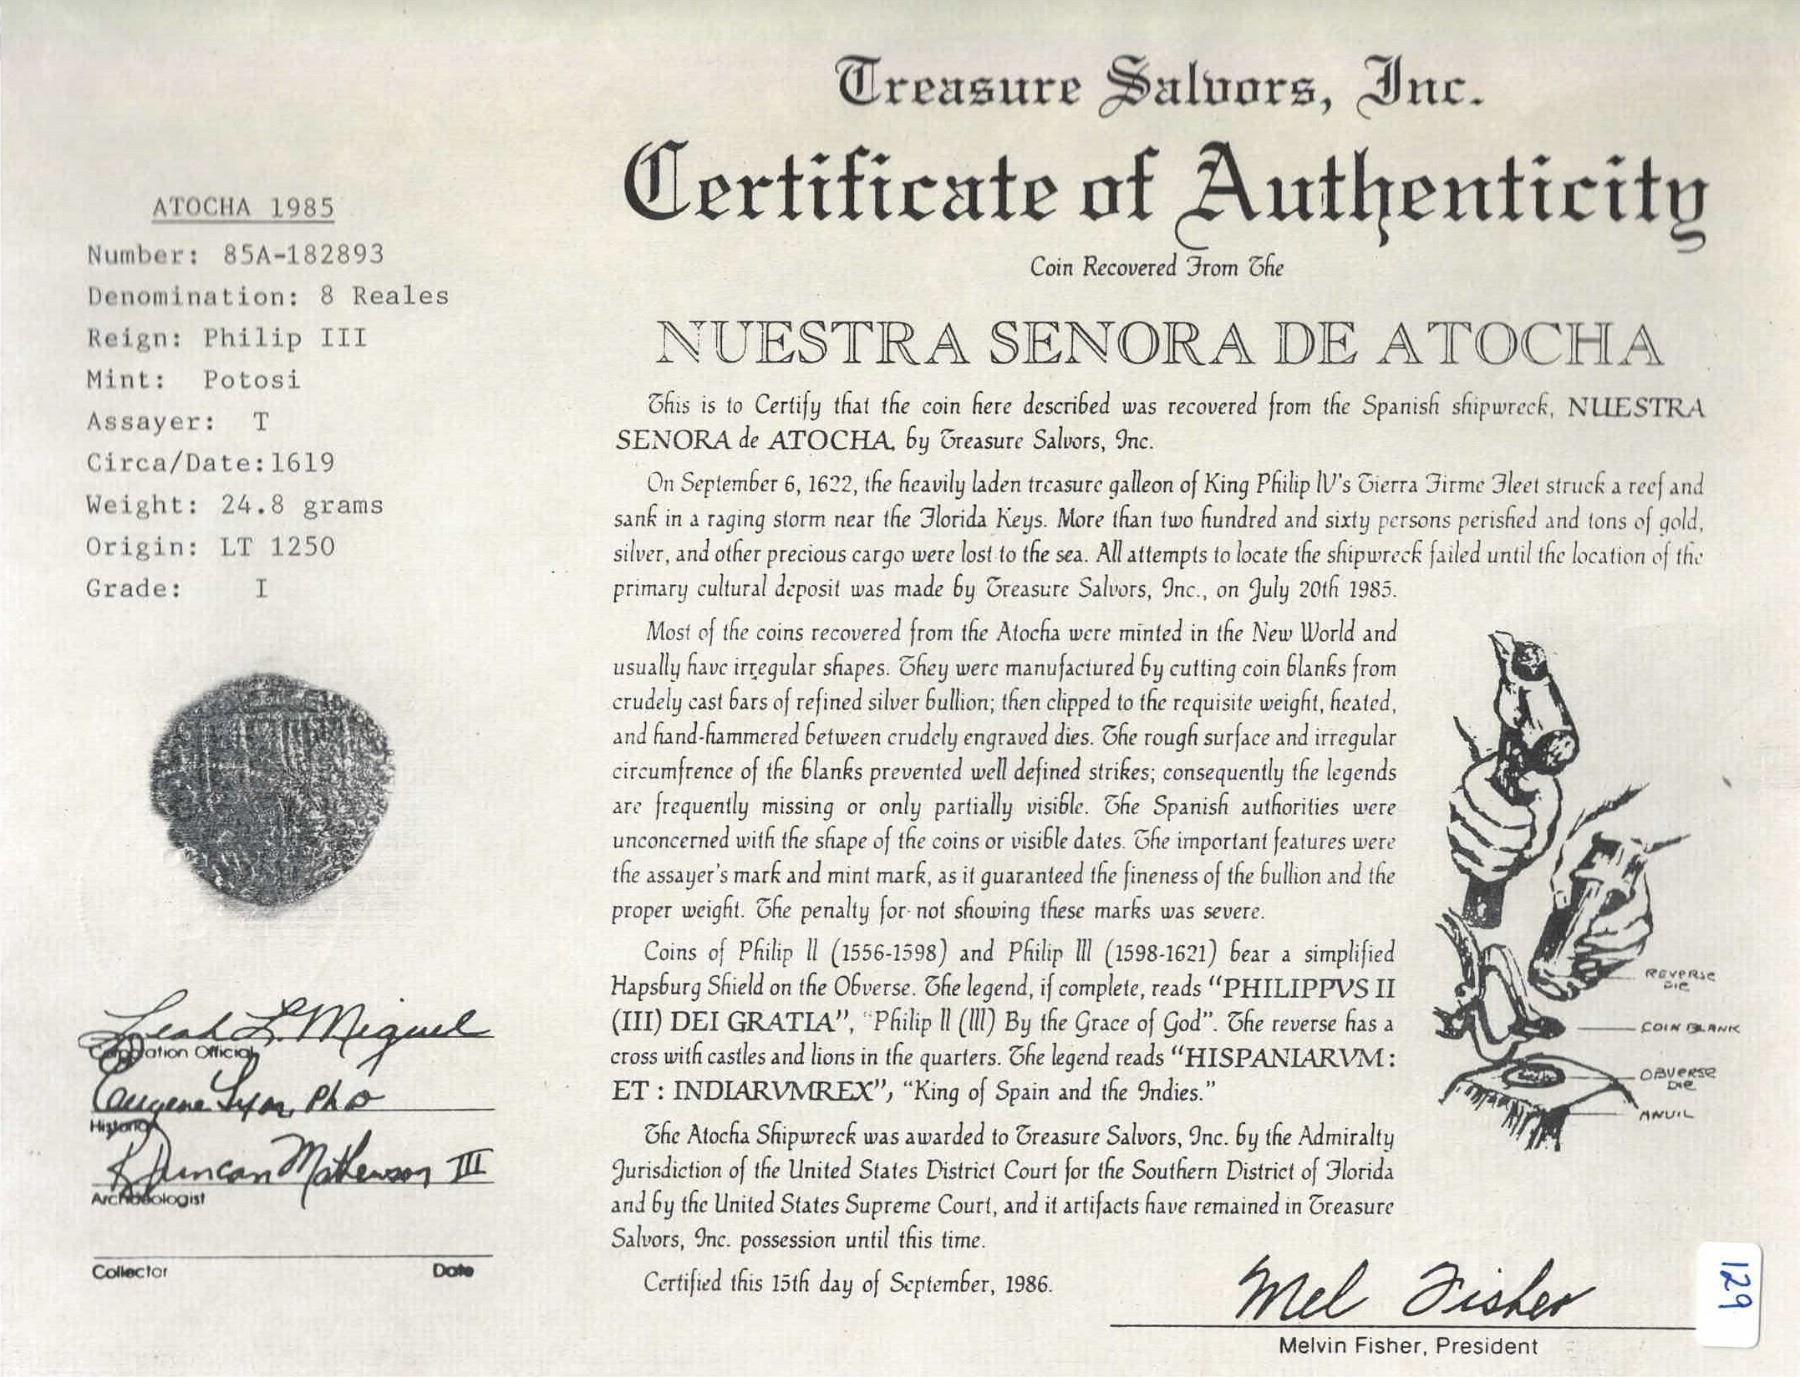 Treasure Salvors, Inc.
Certificate of Authenticity
Coin Recovered From The
NUESTRA SENORA DE ATOCHA
ATOCHA 1985
Number: 85A-182893
Denomination: 8 Reales
Reign: Philip III
Mint: Potosi
Assayer: T
Circa/Date:1619
Weight: 24.8 grams
Origin: LT 1250
Grade: I
This is to Certify that the coin here described was recovered from the Spanish shipwreck, NUESTRA
SENORA de ATOCHA, by Treasure Salvors, Inc.
On September 6, 1622, the heavily laden treasure galleon of King Philip IV's Tierra Firme Fleet struck a reef and
sank in a raging storm near the Florida Keys. More than two hundred and sixty persons perished and tons of gold,
silver, and other precious cargo were lost to the sea. All attempts to locate the shipwreck failed until the location of the
primary cultural deposit was made by Treasure Salvors, Inc., on July 20th 1985.
Most of the coins recovered from the Atocha were minted in the New World and
usually have irregular shapes. They were manufactured by cutting coin blanks from
crudely cast bars of refined silver bullion; then clipped to the requisite weight, heated,
and hand-hammered between crudely engraved dies. The rough surface and irregular
circumfrence of the blanks prevented well defined strikes; consequently the legends
are frequently missing or only partially visible. The Spanish authorities were
unconcerned with the shape of the coins or visible dates. The important features were
the assayer's mark and mint mark, as it guaranteed the fineness of the bullion and the
proper weight. The penalty for not showing these marks was severe.
Coins of Philip II (1556-1598) and Philip III (1598-1621) bear a simplified
Hapsburg Shield on the Obverse. The legend, if complete, reads "PHILIPPVS II
(III) DEI GRATIA", "Philip II (III) By the Grace of God". The reverse has a
cross with castles and lions in the quarters. The legend reads "HISPANIARVM:
ET : INDIARVMREX", "King of Spain and the Indies."
The Atocha Shipwreck was awarded to Treasure Salvors, Inc. by the Admiralty
Jurisdiction of the United States District Court for the Southern District of Florida
and by the United States Supreme Court, and it artifacts have remained in Treasure
Salvors, Inc. possession until this time.
Certified this 15th day of September, 1986.
REVERSE
DIE
COIN BLANK
OBVERSE
DIE
ANVIL
Leah L. Miguel
Corporation Official
Eugene Lyon, PhD
Historian
R Duncan Mathewson III
Archaeologist
Collector Date
Mel Fisher
Melvin Fisher, President
129